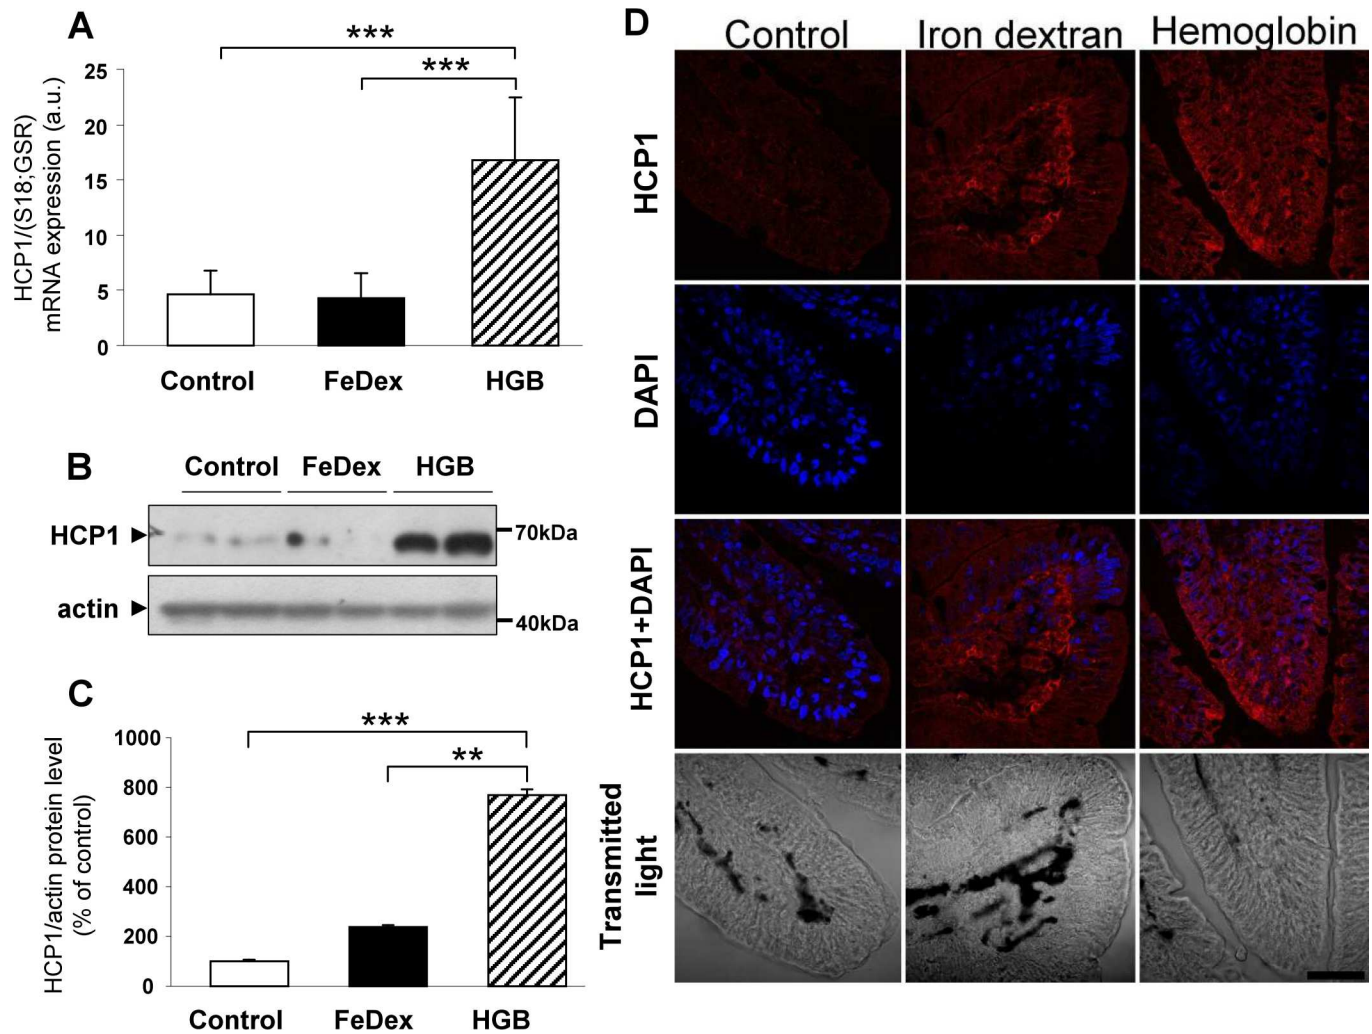 A
***
***
25
20
15
10
5
0
HCP1/(S18;GSR)
mRNA expression (a.u.)
Control FeDex HGB
B
Control FeDex HGB
HCP1
70kDa
actin
40kDa
C
***
**
1000
800
600
400
200
0
HCP1/actin protein level
(% of control)
Control FeDex HGB
D
Control Iron dextran Hemoglobin
HCP1
DAPI
HCP1+DAPI
Transmitted
light